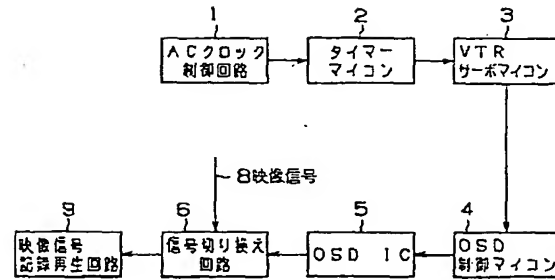 1
ACクロック
制御回路
2
タイマー
マイコン
3
VTR
サーボマイコン
8映像信号
9
映像信号
記録再生回路
6
信号切り換え
回路
5
OSD IC
4
OSD
制御マイコン